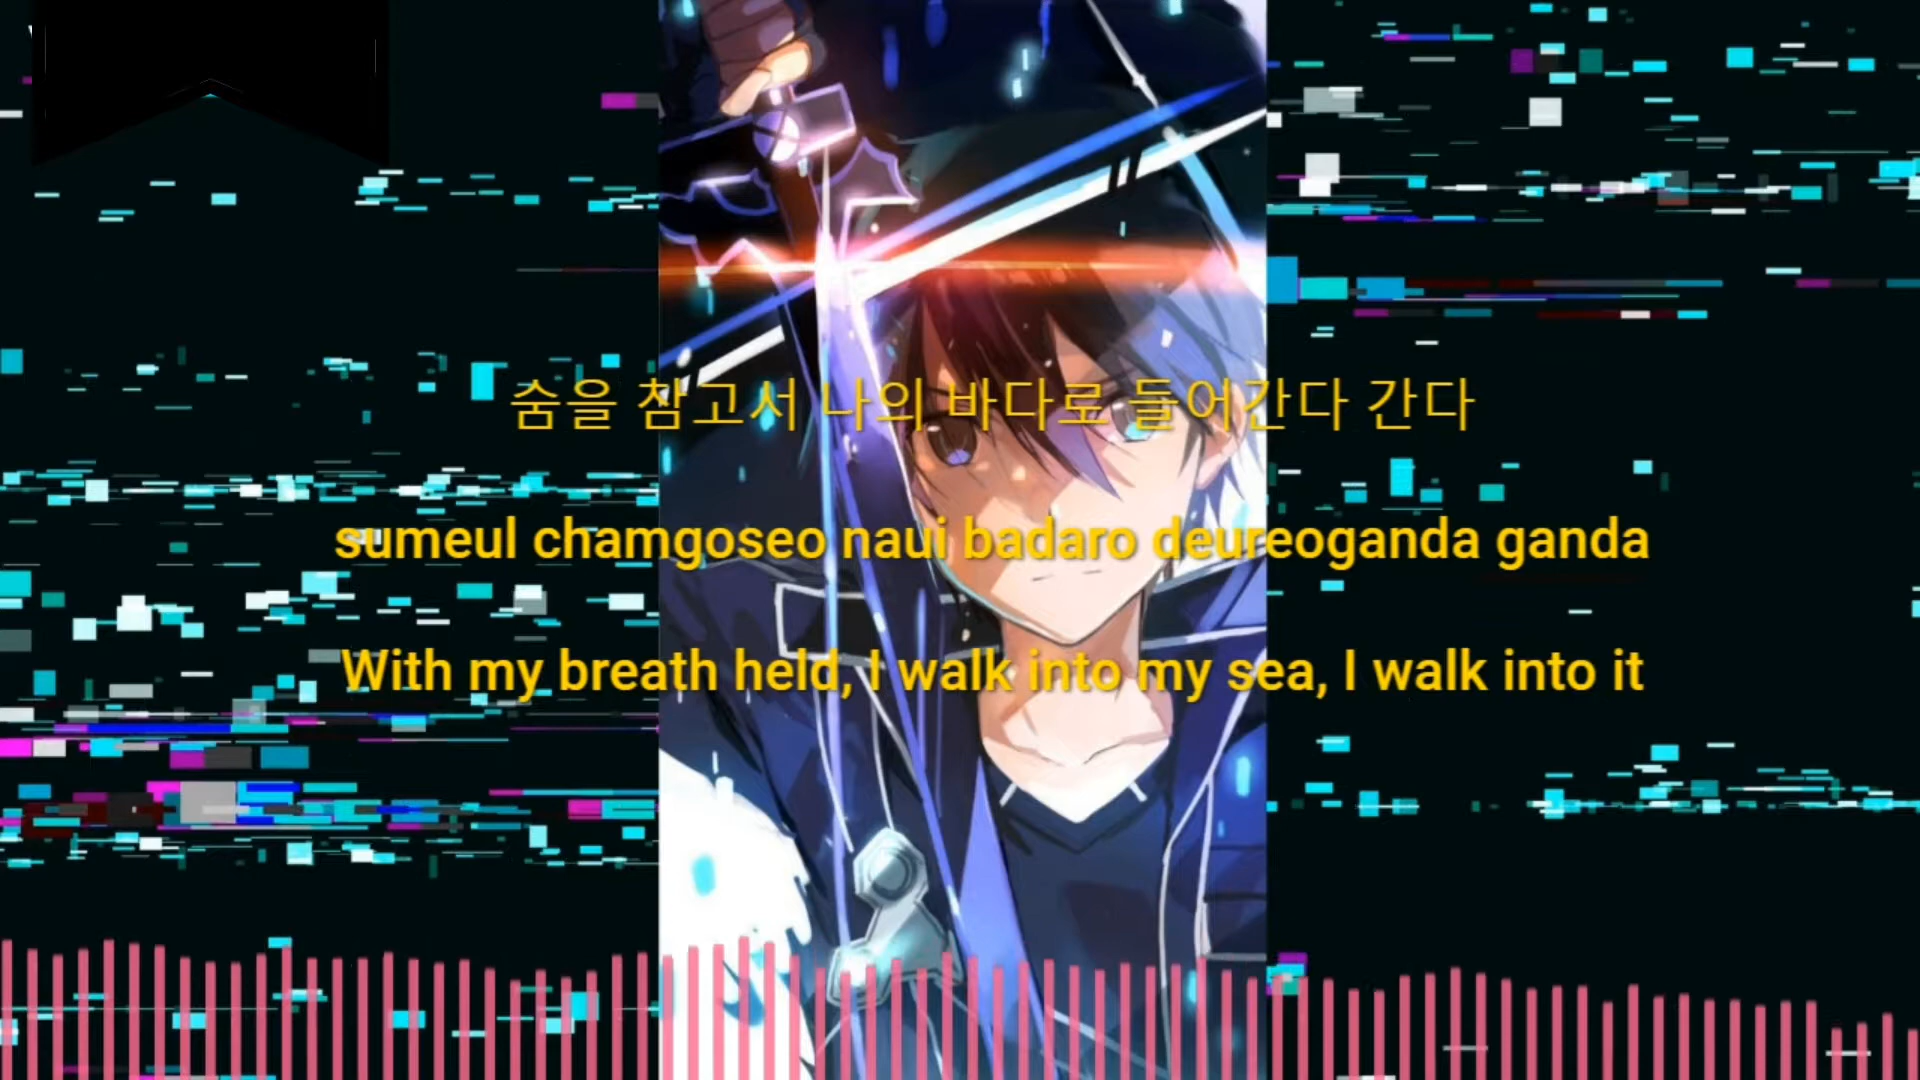 숨을 참고서 나의 바다로 들어간다 간다
sumeul chamgoseo naui badaro deureoganda ganda
With my breath held, I walk into my sea, I walk into it